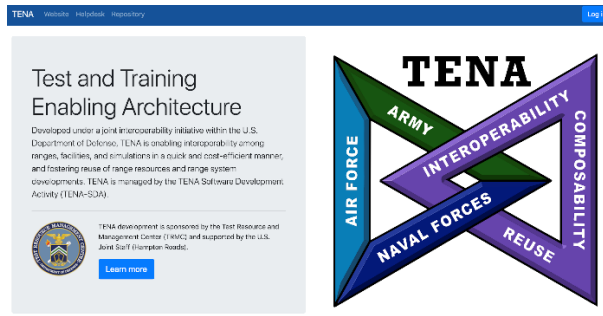 TENA Website Helpdesk Repository Log i
Test and Training
Enabling Architecture
Developed under a joint interoperability initiative within the U.S.
Department of Defense, TENA is enabling interoperability among
ranges, facilities, and simulations in a quick and cost-efficient manner,
and fostering reuse of range resources and range system
developments. TENA is managed by the TENA Software Development
Activity (TENA-SDA).
TENA development is sponsored by the Test Resource and
Management Center (TRMC) and supported by the U.S.
Joint Staff (Hampton Roads).
Learn more
TENA
ARMY
AIR FORCE
INTEROPERABILITY
COMPOSABILITY
NAVAL FORCES
REUSE